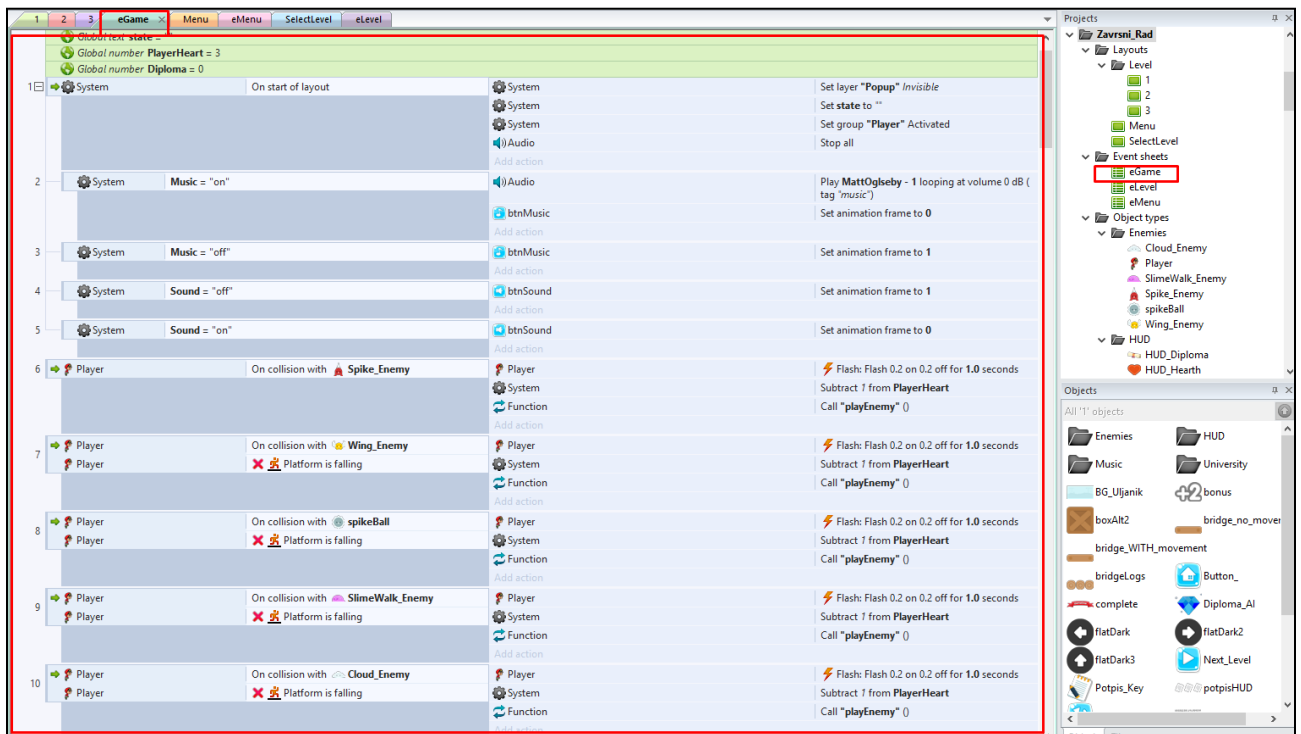 1 2 3 eGame × Menu eMenu SelectLevel eLevel
Global text state = ""
Global number PlayerHeart = 3
Global number Diploma = 0
1 System On start of layout System Set layer "Popup" Invisible
System Set state to ""
System Set group "Player" Activated
Audio Stop all
Add action
2 System Music = "on" Audio Play MattOglseby - 1 looping at volume 0 dB (
tag "music")
btnMusic Set animation frame to 0
Add action
3 System Music = "off" btnMusic Set animation frame to 1
Add action
4 System Sound = "off" btnSound Set animation frame to 1
Add action
5 System Sound = "on" btnSound Set animation frame to 0
Add action
6 Player On collision with Spike_Enemy Player Flash: Flash 0.2 on 0.2 off for 1.0 seconds
System Subtract 1 from PlayerHeart
Function Call "playEnemy" ()
Add action
7 Player On collision with Wing_Enemy Player Flash: Flash 0.2 on 0.2 off for 1.0 seconds
Player Platform is falling System Subtract 1 from PlayerHeart
Function Call "playEnemy" ()
Add action
8 Player On collision with spikeBall Player Flash: Flash 0.2 on 0.2 off for 1.0 seconds
Player Platform is falling System Subtract 1 from PlayerHeart
Function Call "playEnemy" ()
Add action
9 Player On collision with SlimeWalk_Enemy Player Flash: Flash 0.2 on 0.2 off for 1.0 seconds
Player Platform is falling System Subtract 1 from PlayerHeart
Function Call "playEnemy" ()
Add action
10 Player On collision with Cloud_Enemy Player Flash: Flash 0.2 on 0.2 off for 1.0 seconds
Player Platform is falling System Subtract 1 from PlayerHeart
Function Call "playEnemy" ()
Add action
Projects
Zavrsni_Rad
Layouts
Level
1
2
3
Menu
SelectLevel
Event sheets
eGame
eLevel
eMenu
Object types
Enemies
Cloud_Enemy
Player
SlimeWalk_Enemy
Spike_Enemy
spikeBall
Wing_Enemy
HUD
HUD_Diploma
HUD_Hearth
Objects
All '1' objects
Enemies HUD
Music University
BG_Uljanik bonus
boxAlt2 bridge_no_mover
bridge_WITH_movement
bridgeLogs Button_
complete Diploma_AI
flatDark flatDark2
flatDark3 Next_Level
Potpis_Key potpisHUD